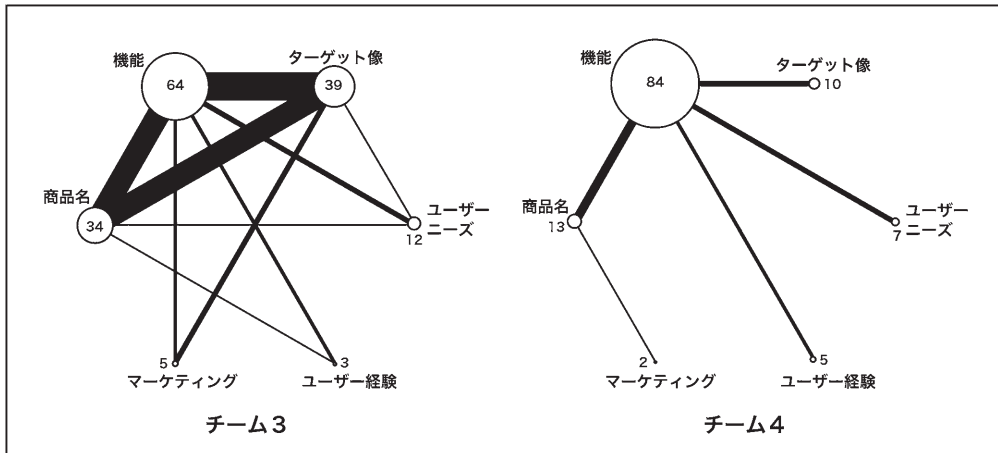 機能
64
ターゲット像
39
商品名
34
ユーザー
ニーズ
12
5
マーケティング
3
ユーザー経験
チーム3
機能
84
ターゲット像
10
商品名
13
ユーザー
ニーズ
7
2
マーケティング
5
ユーザー経験
チーム4